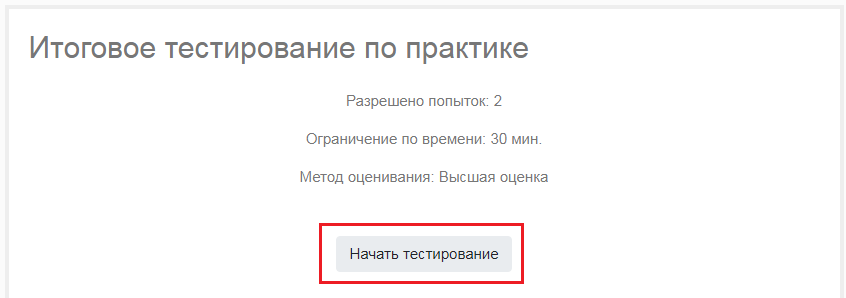 Итоговое тестирование по практике
Разрешено попыток: 2
Ограничение по времени: 30 мин.
Метод оценивания: Высшая оценка
Начать тестирование